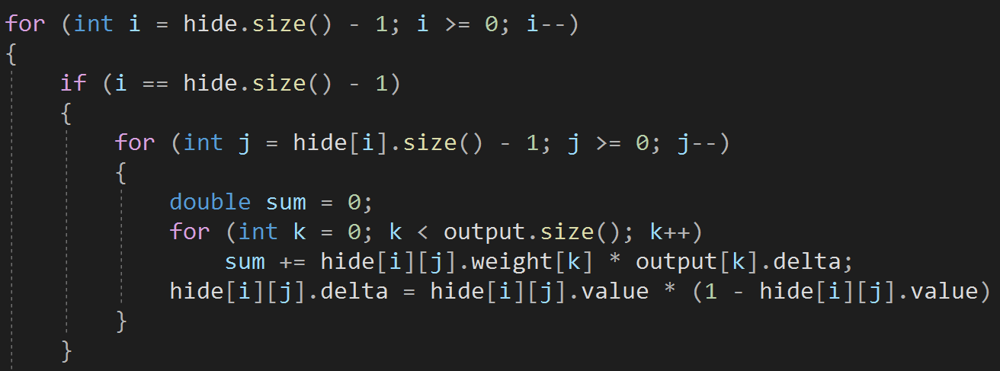 for (int i = hide.size() - 1; i >= 0; i--)
{
    if (i == hide.size() - 1)
    {
        for (int j = hide[i].size() - 1; j >= 0; j--)
        {
            double sum = 0;
            for (int k = 0; k < output.size(); k++)
                sum += hide[i][j].weight[k] * output[k].delta;
            hide[i][j].delta = hide[i][j].value * (1 - hide[i][j].value)
        }
    }